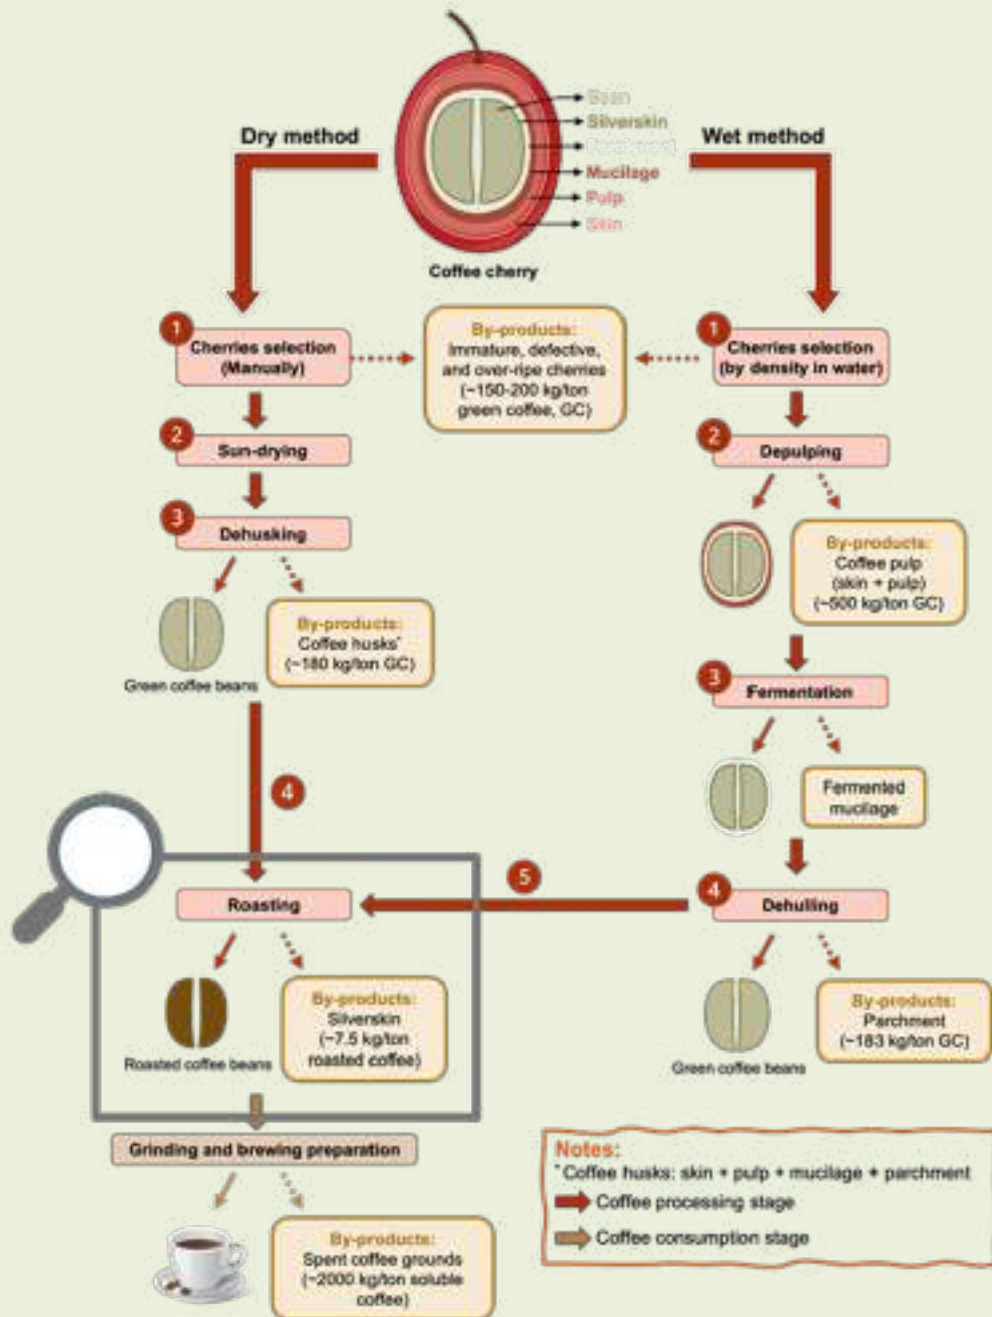 Dry method
Wet method
Bean
Silverskin
Parchment
Mucilage
Pulp
Skin
Coffee cherry
1
Cherries selection
(Manually)
By-products:
Immature, defective,
and over-ripe cherries
(~150-200 kg/ton
green coffee, GC)
1
Cherries selection
(by density in water)
2
Sun-drying
2
Depulping
3
Dehusking
By-products:
Coffee pulp
(skin + pulp)
(~500 kg/ton GC)
Green coffee beans
By-products:
Coffee husks*
(~180 kg/ton GC)
3
Fermentation
Fermented
mucilage
4
Roasting
5
4
Dehulling
Roasted coffee beans
By-products:
Silverskin
(~7.5 kg/ton
roasted coffee)
Green coffee beans
By-products:
Parchment
(~183 kg/ton GC)
Grinding and brewing preparation
By-products:
Spent coffee grounds
(~2000 kg/ton soluble
coffee)
Notes:
*Coffee husks: skin + pulp + mucilage + parchment
Coffee processing stage
Coffee consumption stage